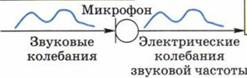 Микрофон
Звуковые
колебания
Электрические
колебания
звуковой частоты